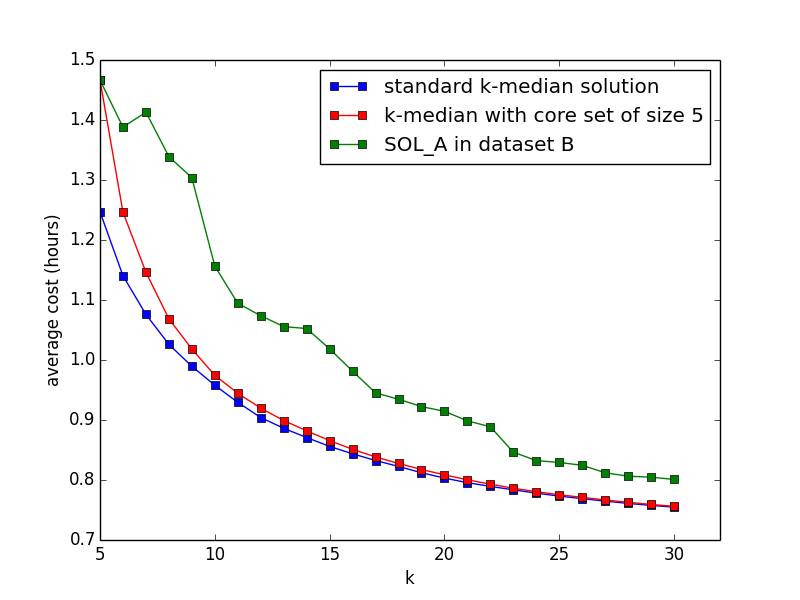 1.5
1.4
1.3
1.2
1.1
1.0
0.9
0.8
0.7
average cost (hours)
standard k-median solution
k-median with core set of size 5
SOL_A in dataset B
5 10 15 20 25 30
k